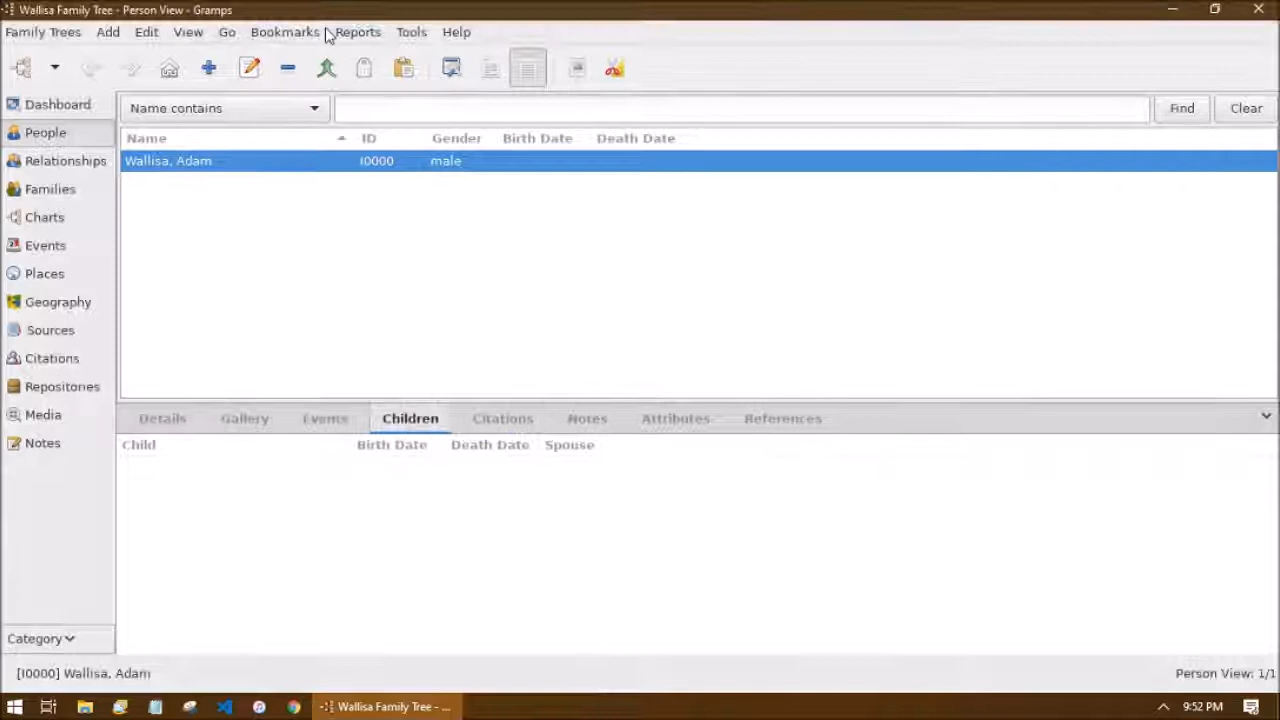 Wallisa Family Tree - Person View - Gramps
Family Trees Add Edit View Go Bookmarks Reports Tools Help
Name contains Find Clear
Dashboard
People
Relationships
Families
Charts
Events
Places
Geography
Sources
Citations
Repositories
Media
Notes
Category
Name ID Gender Birth Date Death Date
Wallisa, Adam I0000 male
Details Gallery Events Children Citations Notes Attributes References
Child Birth Date Death Date Spouse
[I0000] Wallisa, Adam Person View: 1/1
Wallisa Family Tree - ... 9:52 PM